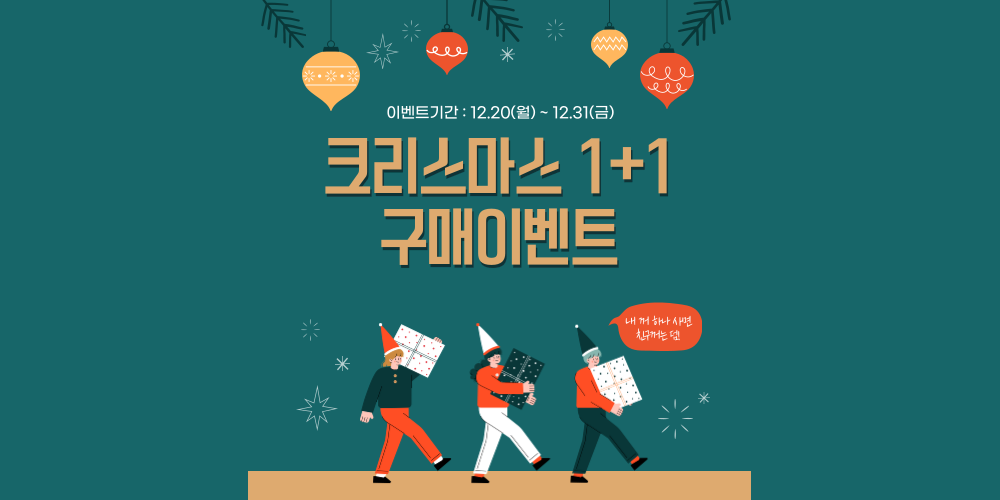 이벤트기간 : 12.20(월) ~ 12.31(금)
크리스마스 1+1
구매이벤트
내 꺼 하나 사면
친구꺼는 덤!